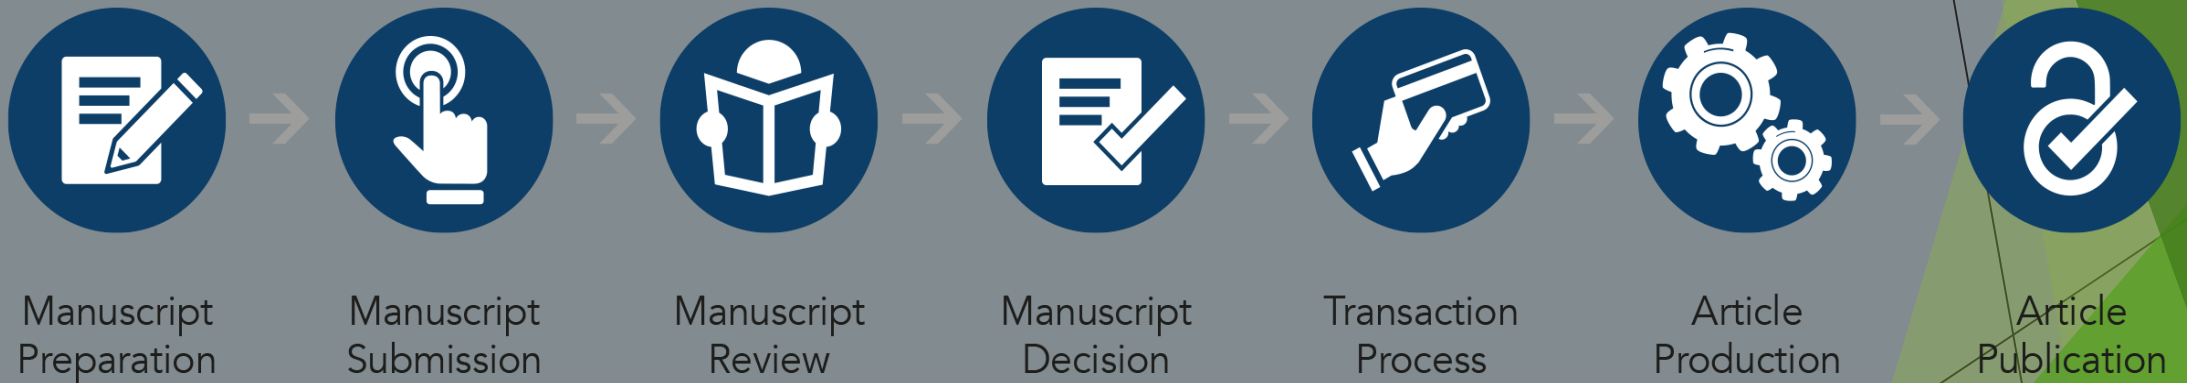 Manuscript
Preparation
Manuscript
Submission
Manuscript
Review
Manuscript
Decision
Transaction
Process
Article
Production
Article
Publication